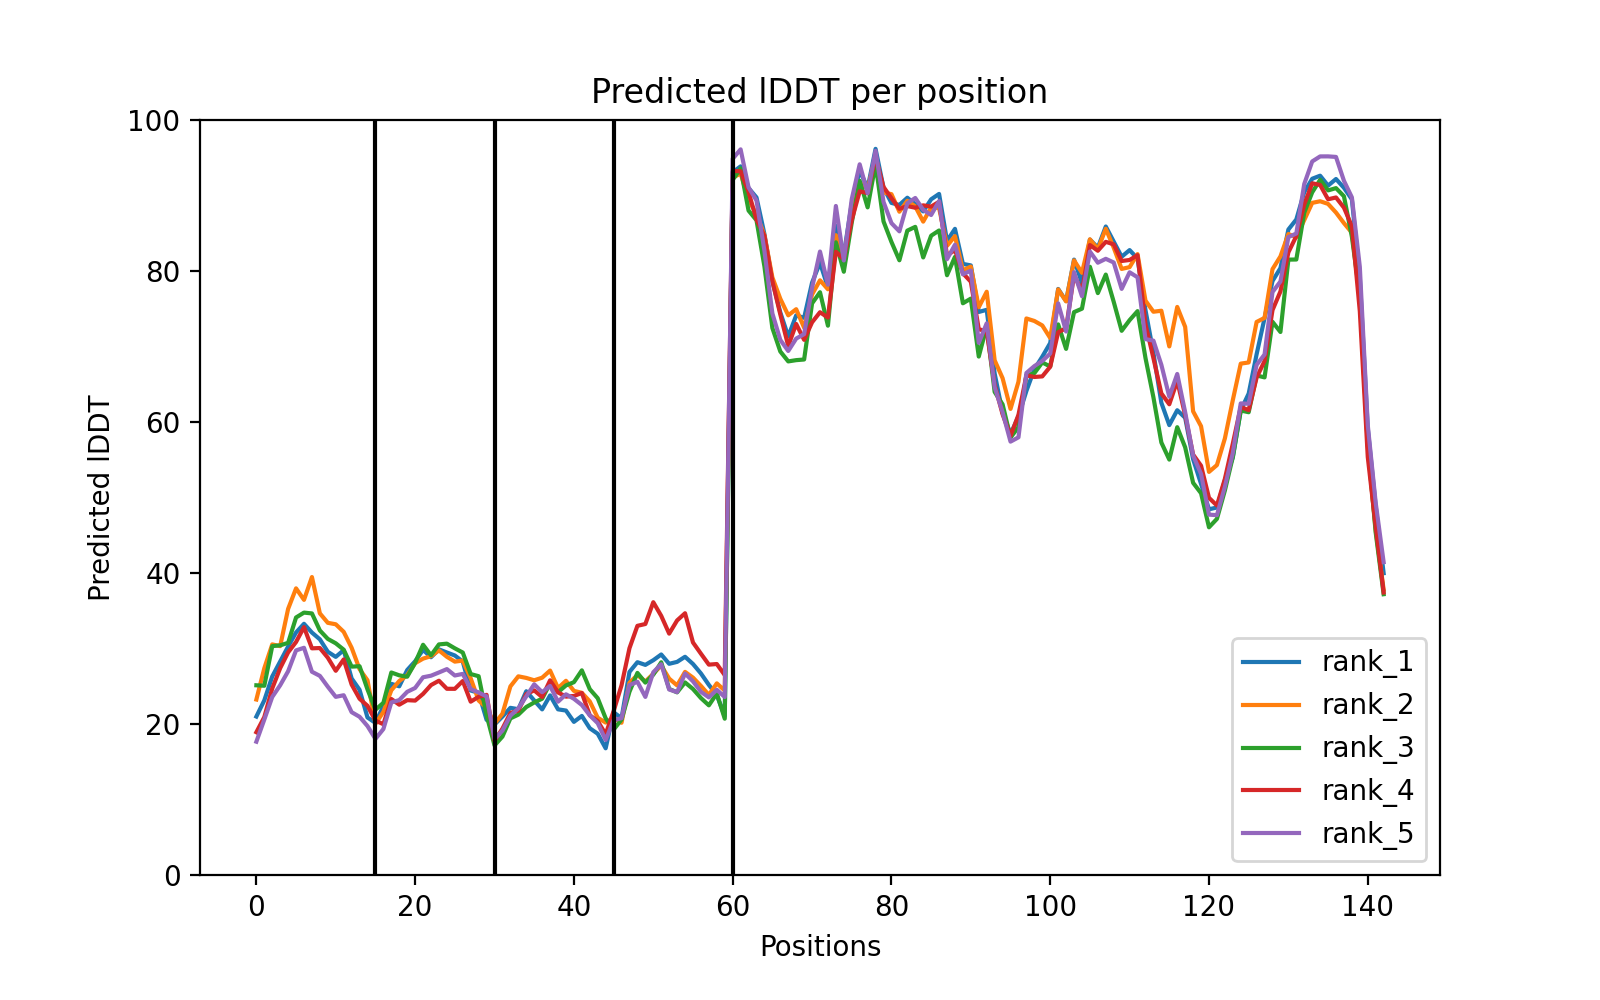 Predicted lDDT per position
100
80
60
40
20
0
Predicted lDDT
0 20 40 60 80 100 120 140
Positions
rank_1
rank_2
rank_3
rank_4
rank_5